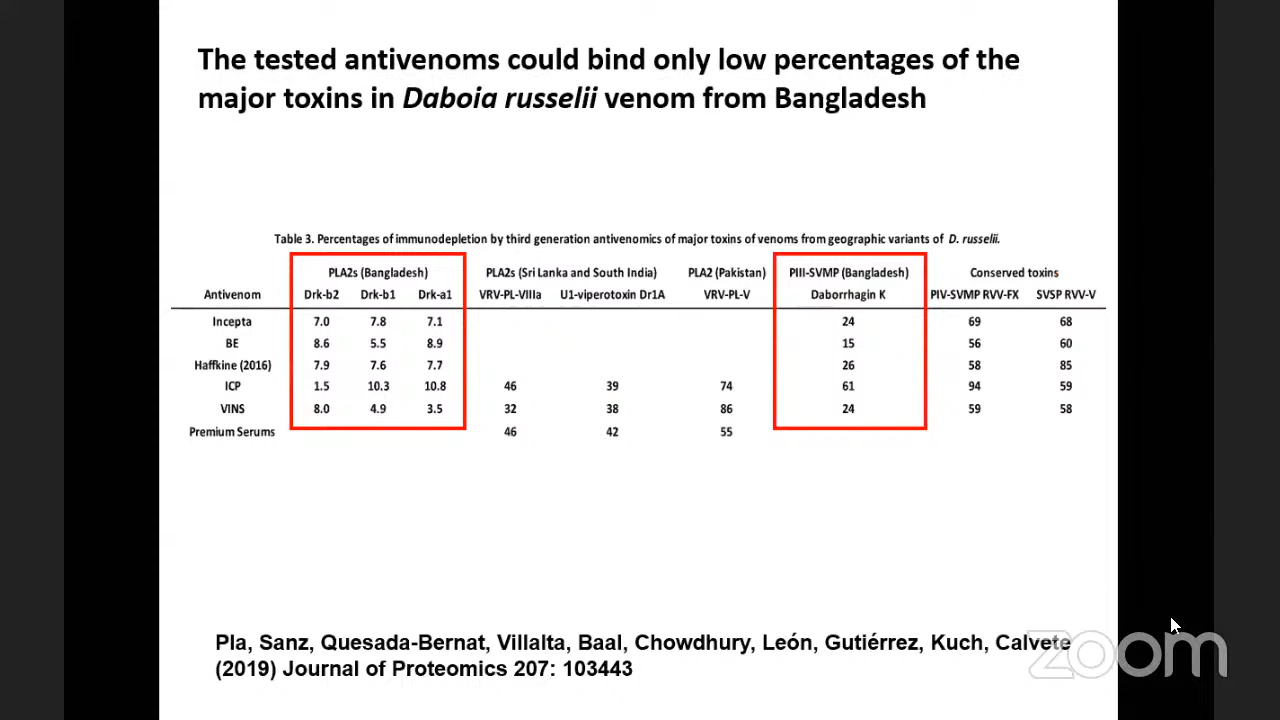 The tested antivenoms could bind only low percentages of the
major toxins in Daboia russelii venom from Bangladesh
Table 3. Percentages of immunodepletion by third generation antivenomics of major toxins of venoms from geographic variants of D. russelii.
PLA2s (Bangladesh) PLA2s (Sri Lanka and South India) PLA2 (Pakistan) PIII-SVMP (Bangladesh) Conserved toxins
Antivenom Drk-b2 Drk-b1 Drk-a1 VRV-PL-VIIIa U1-viperotoxin Dr1A VRV-PL-V Daborrhagin K PIV-SVMP RVV-FX SVSP RVV-V
Incepta 7.0 7.8 7.1 24 69 68
BE 8.6 5.5 8.9 15 56 60
Haffkine (2016) 7.9 7.6 7.7 26 58 85
ICP 1.5 10.3 10.8 46 39 74 61 94 59
VINS 8.0 4.9 3.5 32 38 86 24 59 58
Premium Serums 46 42 55
Pla, Sanz, Quesada-Bernat, Villalta, Baal, Chowdhury, León, Gutiérrez, Kuch, Calvete
(2019) Journal of Proteomics 207: 103443
zoom